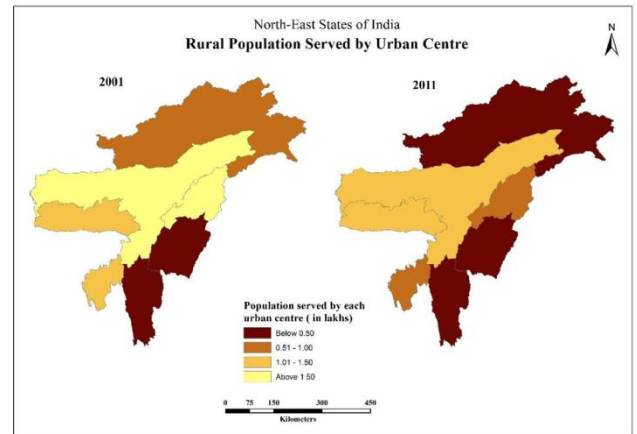 North-East States of India
Rural Population Served by Urban Centre
N
2001
2011
Population served by each
urban centre ( in lakhs)
Below 0.50
0.51 - 1.00
1.01 - 1.50
Above 1.50
0 75 150 300 450
Kilometers